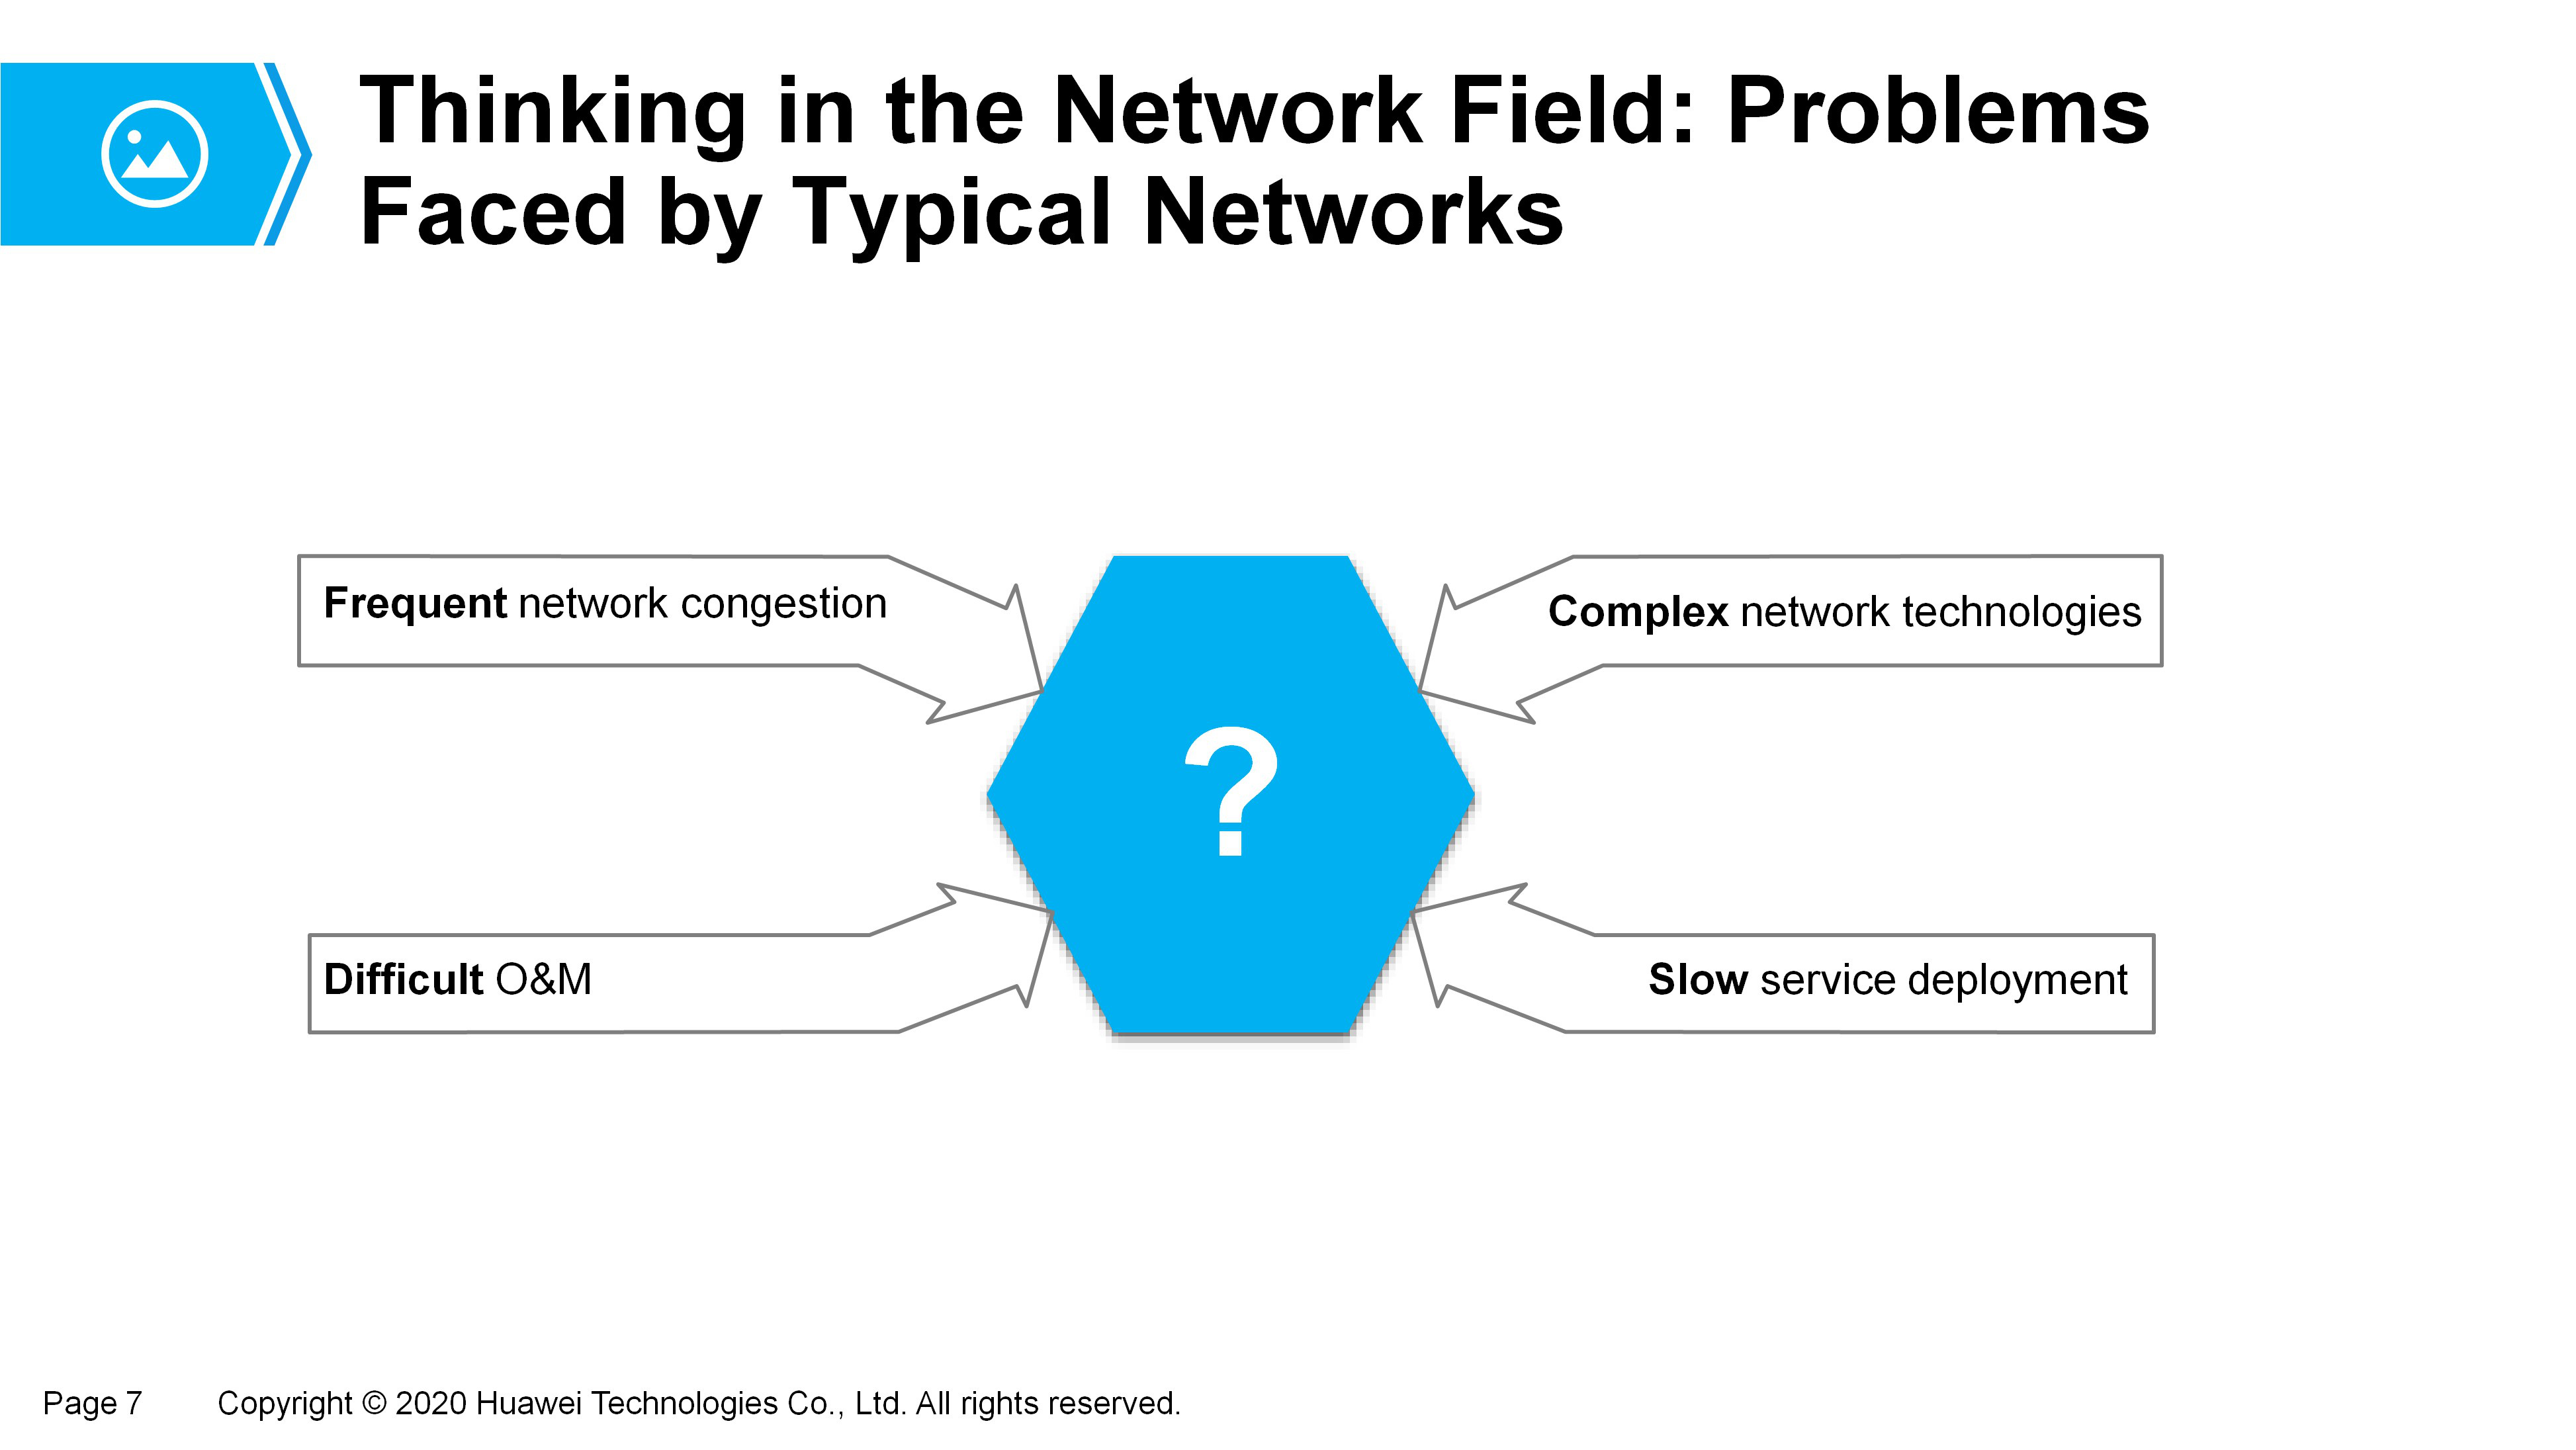 Thinking in the Network Field: Problems
Faced by Typical Networks
Frequent network congestion
Complex network technologies
?
Difficult O&M
Slow service deployment
Page 7 Copyright © 2020 Huawei Technologies Co., Ltd. All rights reserved.